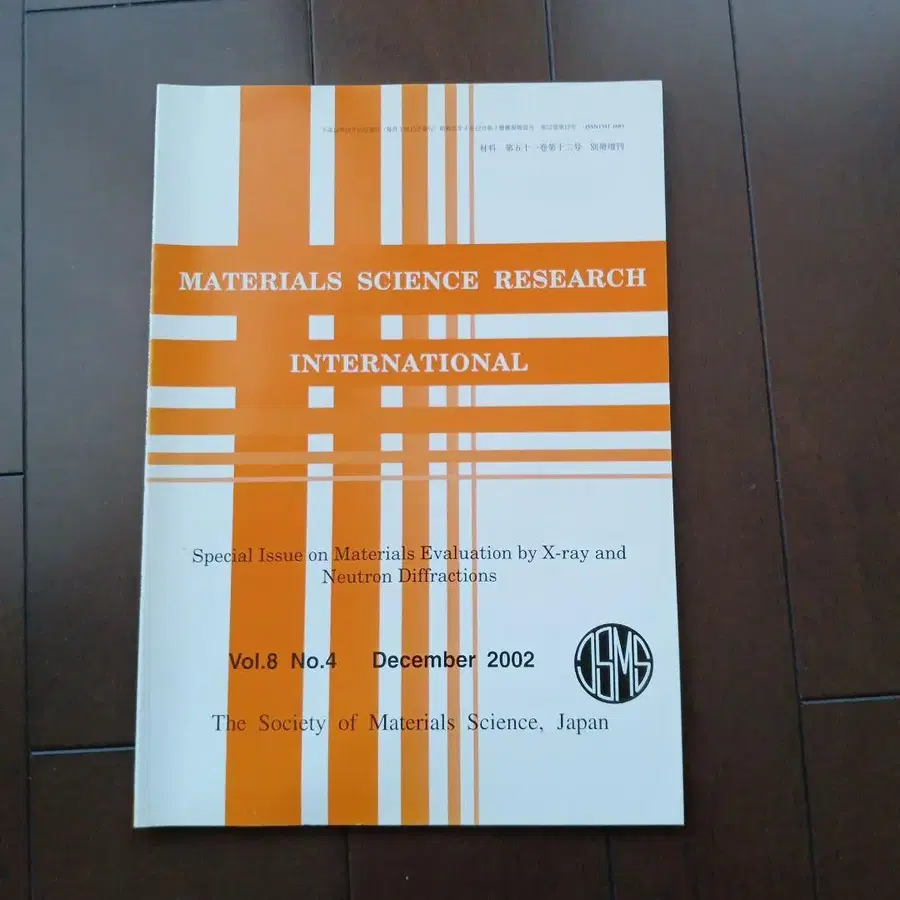 材料 第五十一巻第十二号 別冊増刊
MATERIALS SCIENCE RESEARCH
INTERNATIONAL
Special Issue on Materials Evaluation by X-ray and
Neutron Diffractions
Vol.8 No.4 December 2002
JSMS
The Society of Materials Science, Japan